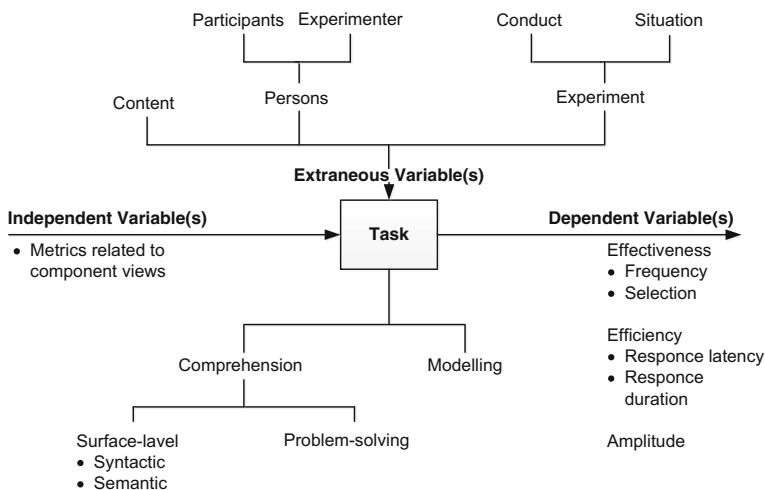 Participants Experimenter Conduct Situation
Content Persons Experiment
Extraneous Variable(s)
Independent Variable(s) Task Dependent Variable(s)
• Metrics related to
component views
Effectiveness
• Frequency
• Selection
Efficiency
• Responce latency
• Responce
duration
Amplitude
Comprehension Modelling
Surface-lavel Problem-solving
• Syntactic
• Semantic